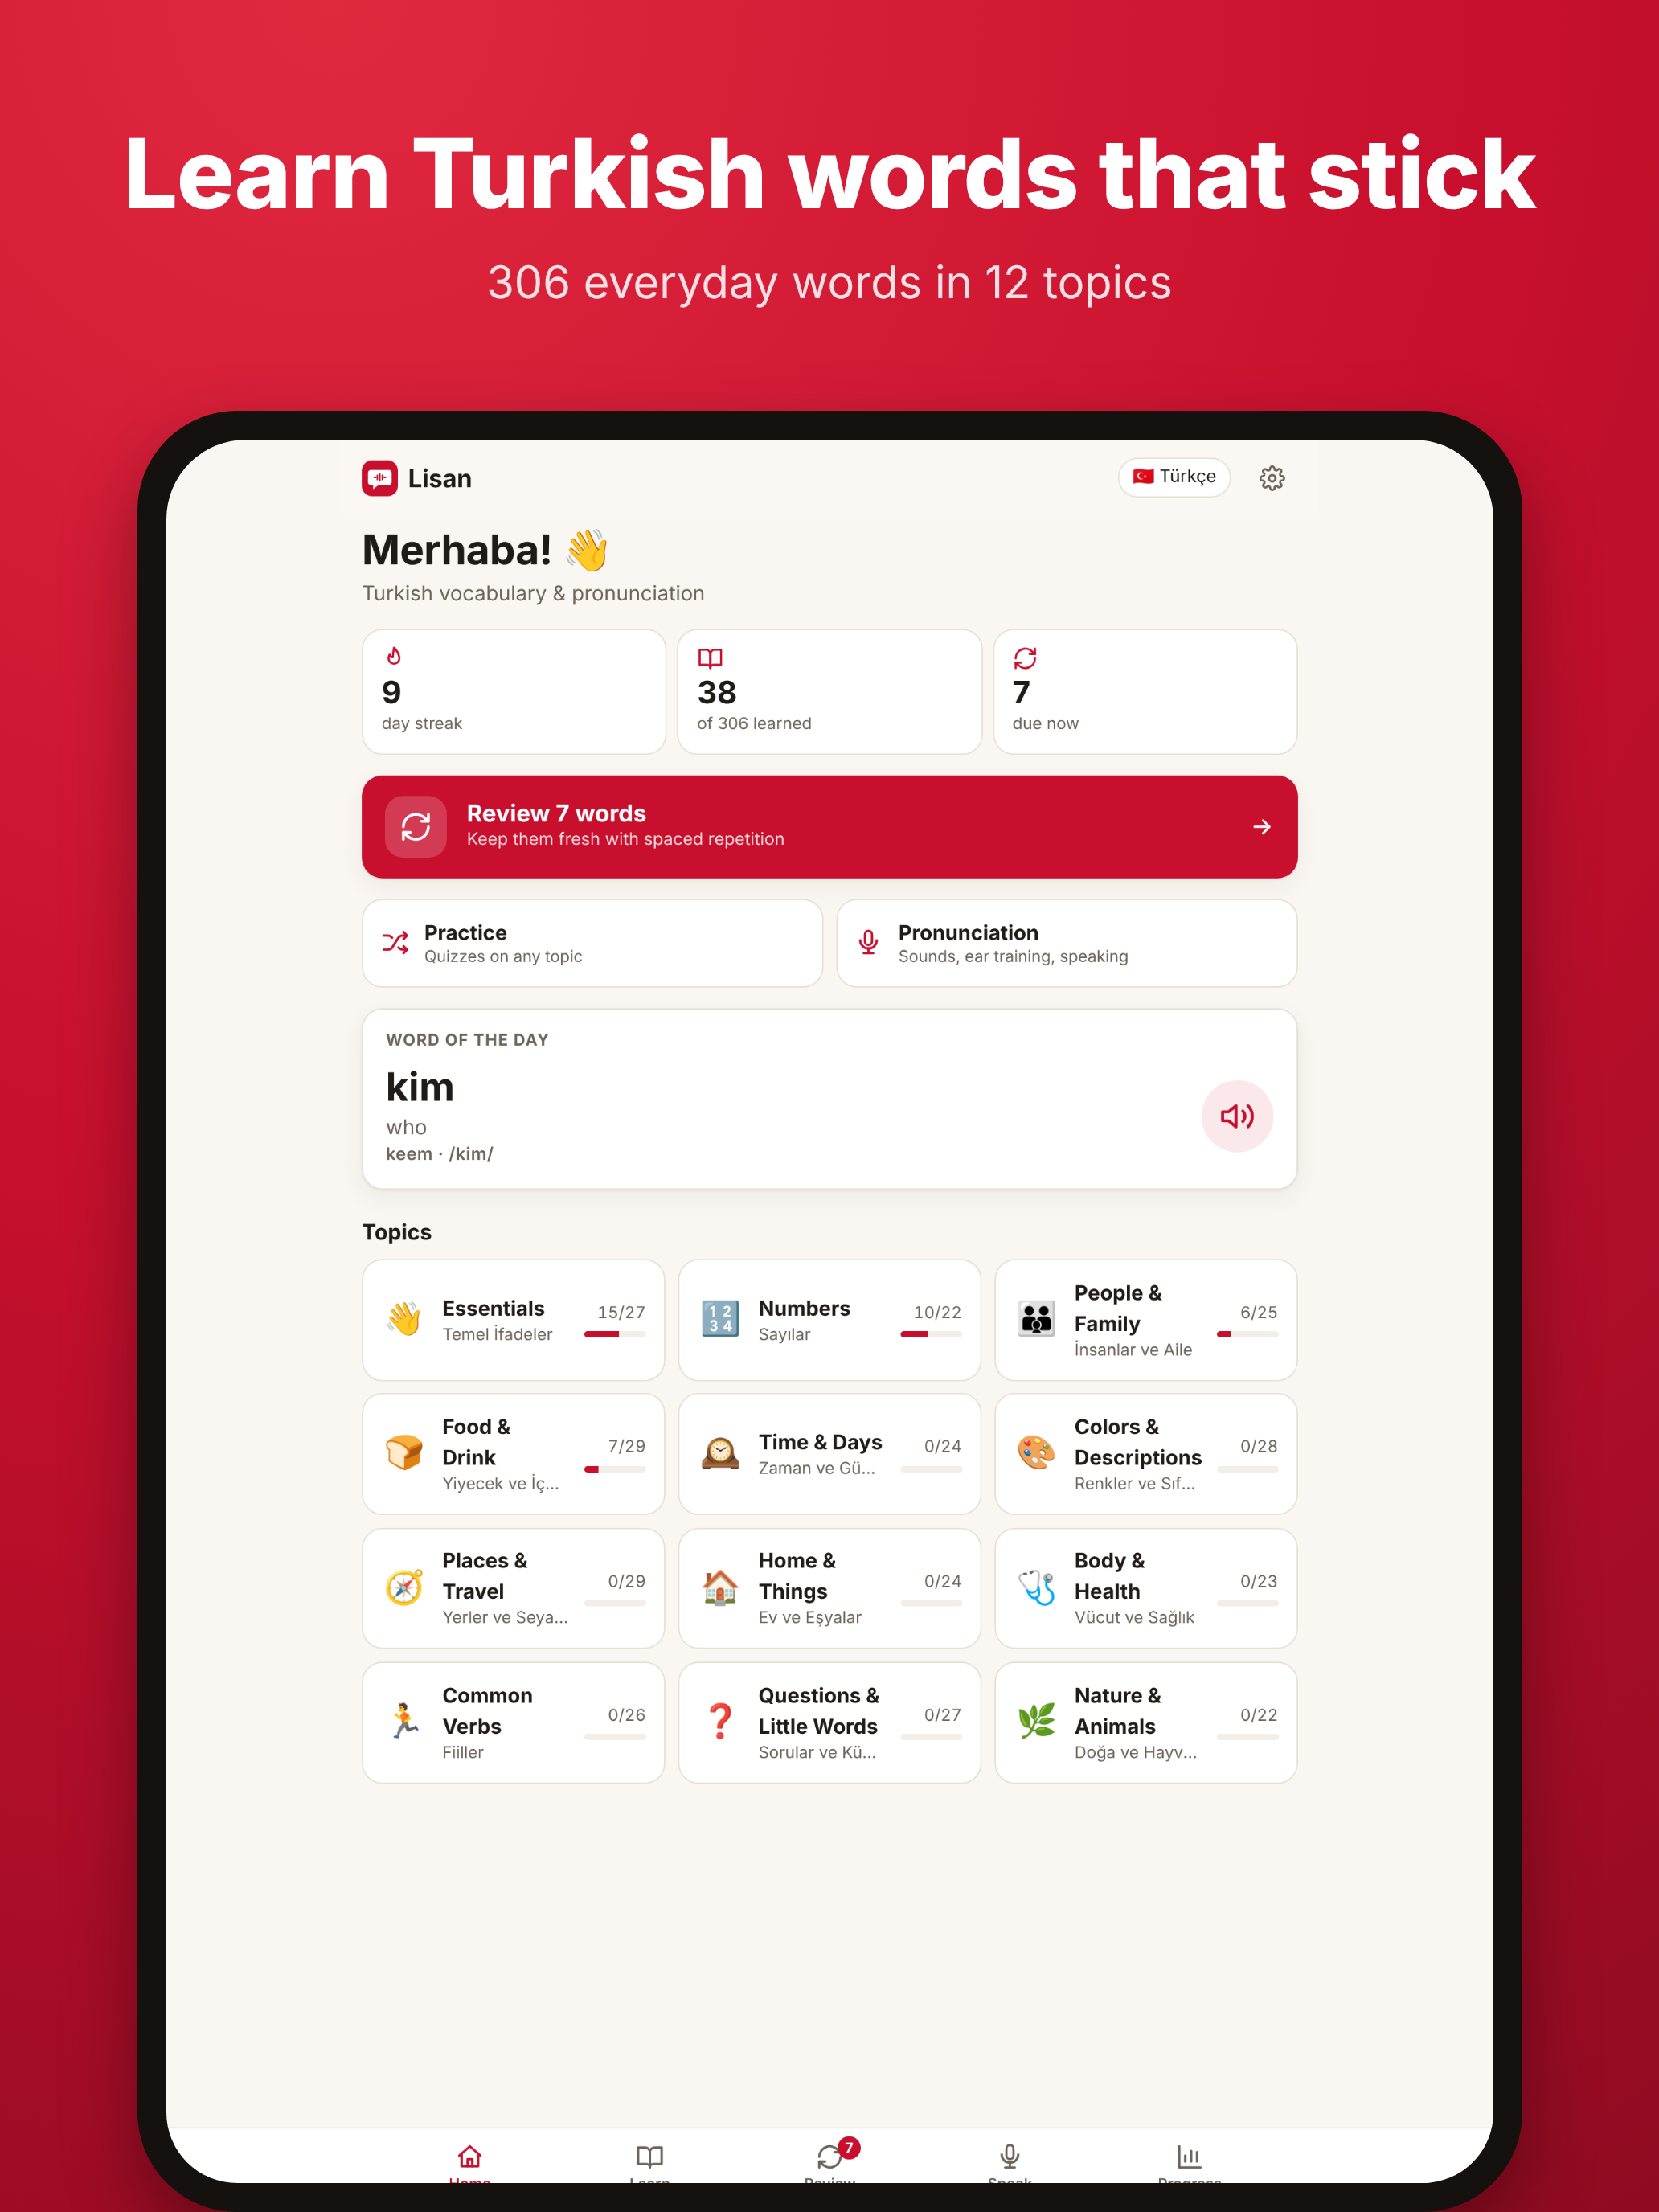 Learn Turkish words that stick
306 everyday words in 12 topics
Lisan
Türkçe
Merhaba! 👋
Turkish vocabulary & pronunciation
9
day streak
38
of 306 learned
7
due now
Review 7 words
Keep them fresh with spaced repetition
Practice
Quizzes on any topic
Pronunciation
Sounds, ear training, speaking
WORD OF THE DAY
kim
who
keem · /kim/
Topics
Essentials
Temel İfadeler
15/27
Numbers
Sayılar
10/22
People &
Family
İnsanlar ve Aile
6/25
Food &
Drink
Yiyecek ve İç...
7/29
Time & Days
Zaman ve Gü...
0/24
Colors &
Descriptions
Renkler ve Sıf...
0/28
Places &
Travel
Yerler ve Seya...
0/29
Home &
Things
Ev ve Eşyalar
0/24
Body &
Health
Vücut ve Sağlık
0/23
Common
Verbs
Fiiller
0/26
Questions &
Little Words
Sorular ve Kü...
0/27
Nature &
Animals
Doğa ve Hayv...
0/22
7
Home
Learn
Review
Speak
Progress